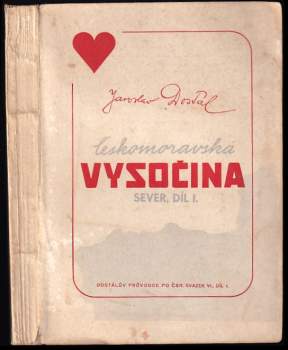 Jaroslav Dostál
českomoravská
VYSOČINA
SEVER, DÍL I.
DOSTÁLŮV PRŮVODCE PO ČSR. SVAZEK VI., DÍL I.